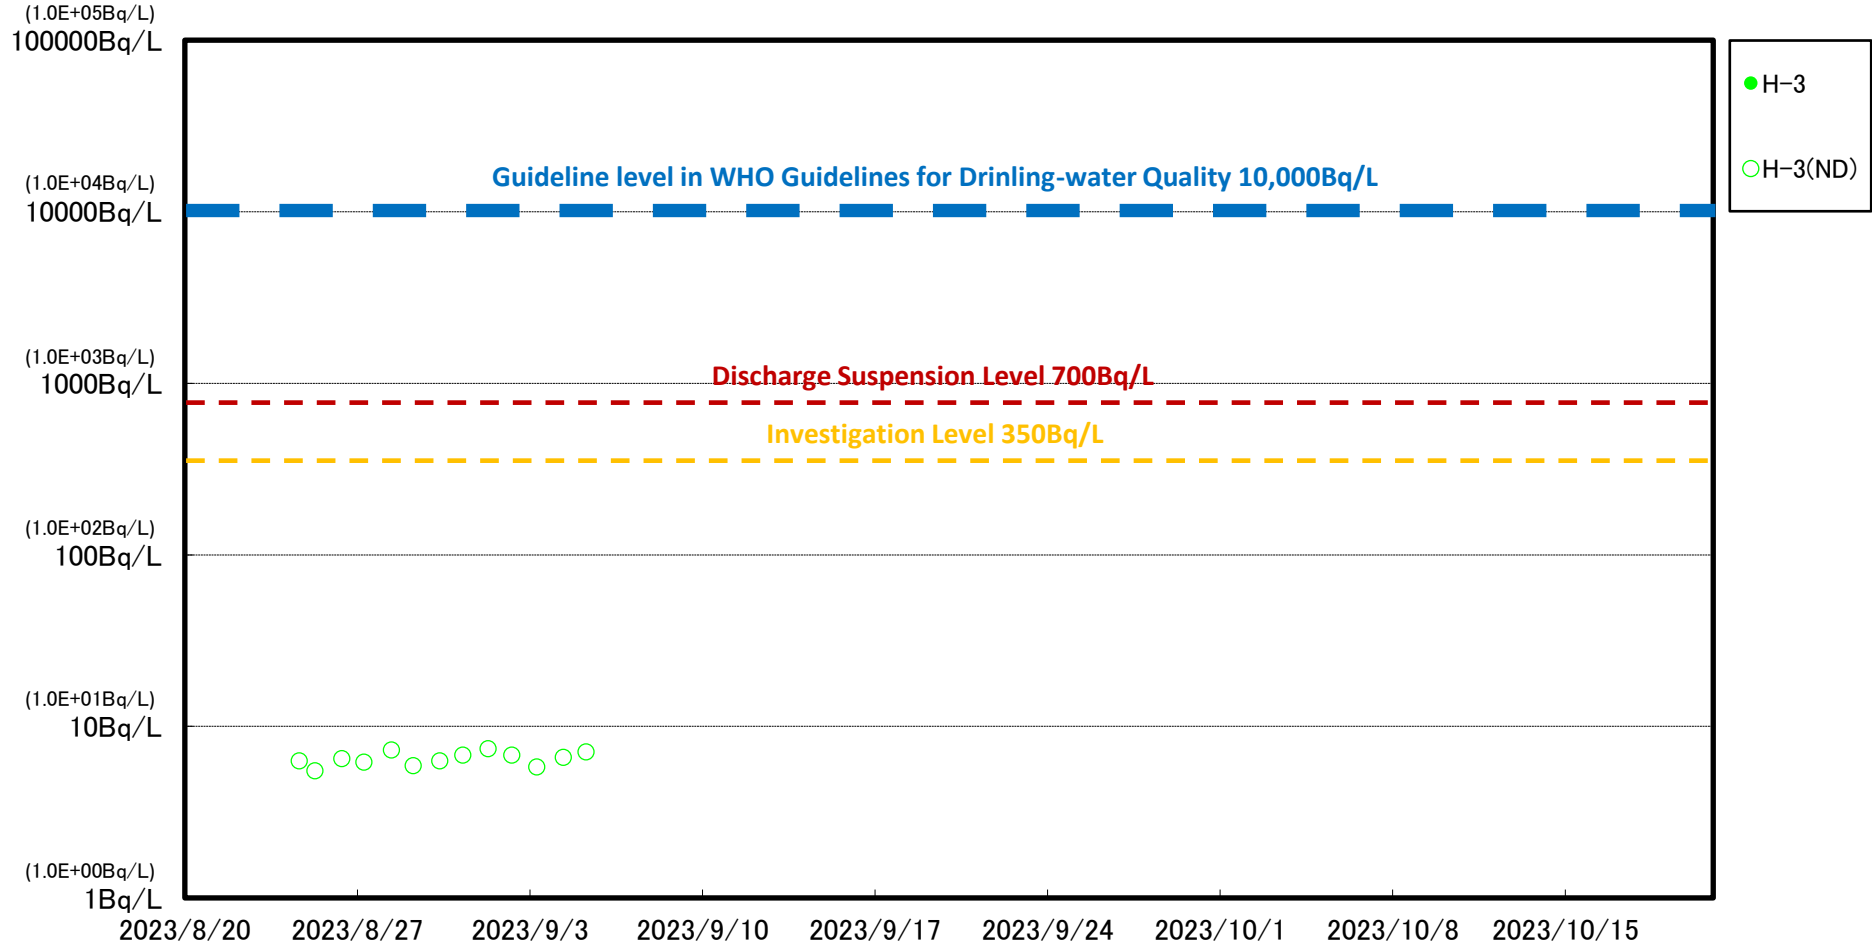 (1.0E+05Bq/L)
100000Bq/L
H-3
H-3(ND)
Guideline level in WHO Guidelines for Drinling-water Quality 10,000Bq/L
(1.0E+04Bq/L)
10000Bq/L
(1.0E+03Bq/L)
1000Bq/L
Discharge Suspension Level 700Bq/L
Investigation Level 350Bq/L
(1.0E+02Bq/L)
100Bq/L
(1.0E+01Bq/L)
10Bq/L
(1.0E+00Bq/L)
1Bq/L
2023/8/20 2023/8/27 2023/9/3 2023/9/10 2023/9/17 2023/9/24 2023/10/1 2023/10/8 2023/10/15